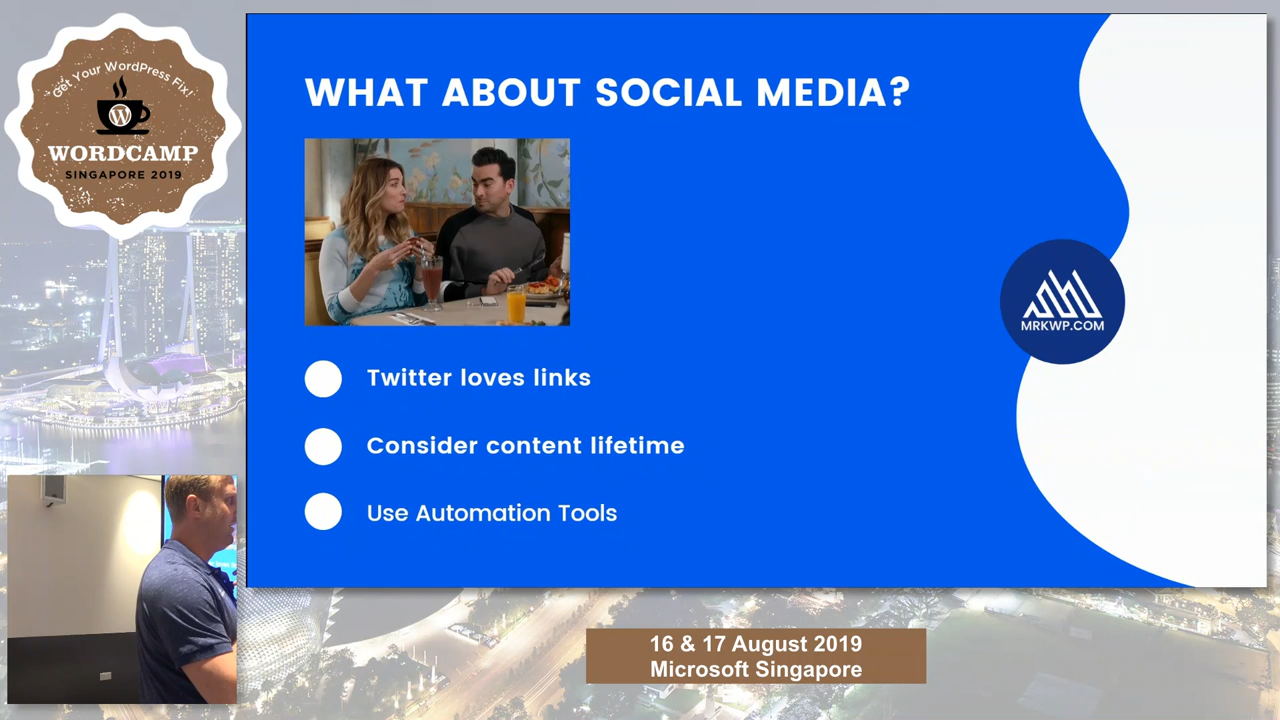 Get Your WordPress Fix!
WORDCAMP
SINGAPORE 2019
WHAT ABOUT SOCIAL MEDIA?
MRKWP.COM
Twitter loves links
Consider content lifetime
Use Automation Tools
16 & 17 August 2019
Microsoft Singapore